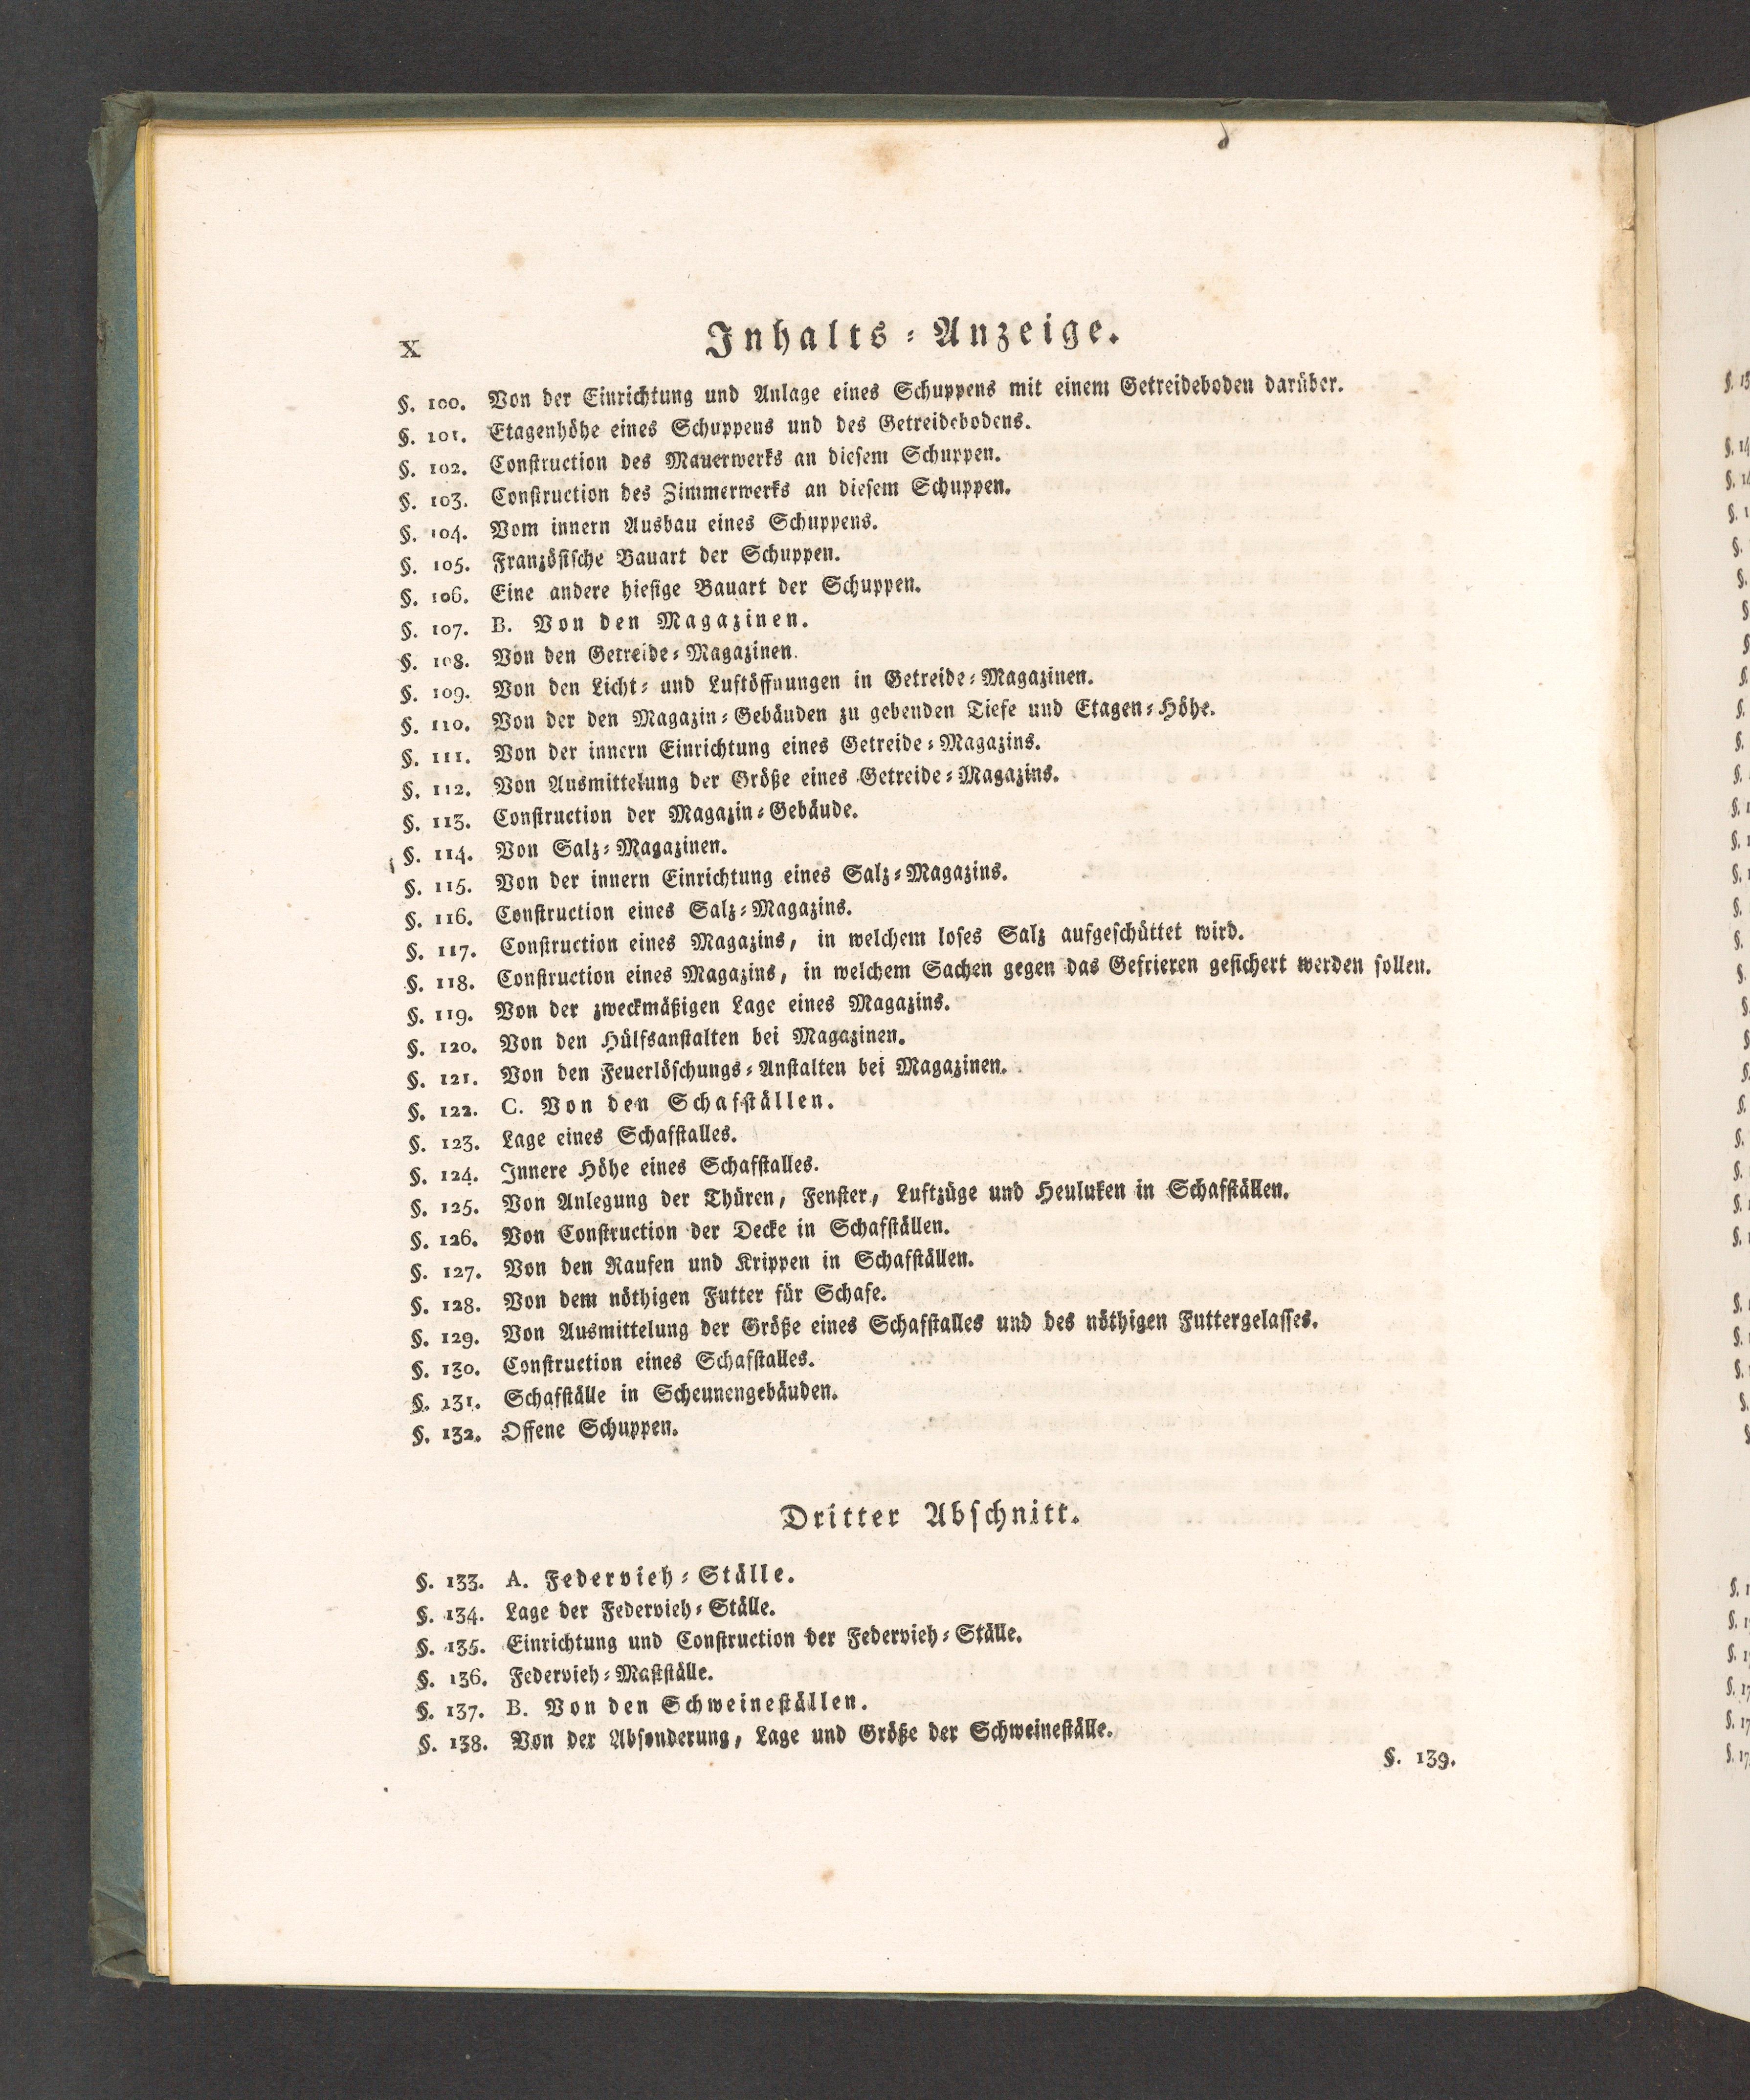 X
Inhalts-Anzeige.
§. 100. Von der Einrichtung und Anlage eines Schuppens mit einem Getreideboden darüber.
§. 101. Etagenhöhe eines Schuppens und des Getreidebodens.
§. 102. Construction des Mauerwerks an diesem Schuppen.
§. 103. Construction des Zimmerwerks an diesem Schuppen.
§. 104. Vom innern Ausbau eines Schuppens.
§. 105. Französische Bauart der Schuppen.
§. 106. Eine andere hiesige Bauart der Schuppen.
§. 107. B. Von den Magazinen.
§. 108. Von den Getreide-Magazinen.
§. 109. Von den Licht- und Luftöffnungen in Getreide-Magazinen.
§. 110. Von der den Magazin-Gebäuden zu gebenden Tiefe und Etagen-Höhe.
§. 111. Von der innern Einrichtung eines Getreide-Magazins.
§. 112. Von Ausmittelung der Größe eines Getreide-Magazins.
§. 113. Construction der Magazin-Gebäude.
§. 114. Von Salz-Magazinen.
§. 115. Von der innern Einrichtung eines Salz-Magazins.
§. 116. Construction eines Salz-Magazins.
§. 117. Construction eines Magazins, in welchem loses Salz aufgeschüttet wird.
§. 118. Construction eines Magazins, in welchem Sachen gegen das Gefrieren gesichert werden sollen.
§. 119. Von der zweckmäßigen Lage eines Magazins.
§. 120. Von den Hülfsanstalten bei Magazinen.
§. 121. Von den Feuerlöschungs-Anstalten bei Magazinen.
§. 122. C. Von den Schafställen.
§. 123. Lage eines Schafstalles.
§. 124. Innere Höhe eines Schafstalles.
§. 125. Von Anlegung der Thüren, Fenster, Luftzüge und Heuluken in Schafställen.
§. 126. Von Construction der Decke in Schafställen.
§. 127. Von den Raufen und Krippen in Schafställen.
§. 128. Von dem nöthigen Futter für Schafe.
§. 129. Von Ausmittelung der Größe eines Schafstalles und des nöthigen Futtergelasses.
§. 130. Construction eines Schafstalles.
§. 131. Schafställe in Scheunengebäuden.
§. 132. Offene Schuppen.
Dritter Abschnitt.
§. 133. A. Federvieh-Ställe.
§. 134. Lage der Federvieh-Ställe.
§. 135. Einrichtung und Construction der Federvieh-Ställe.
§. 136. Federvieh-Mastställe.
§. 137. B. Von den Schweineställen.
§. 138. Von der Absonderung, Lage und Größe der Schweineställe.
§. 139.